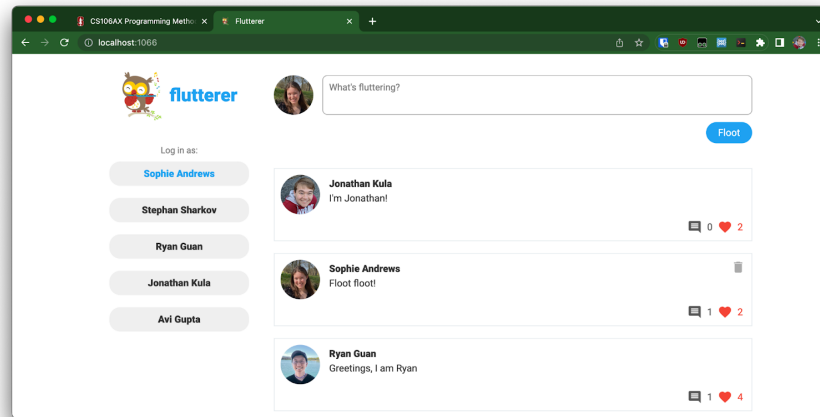 CS106AX Programming Metho
Flutterer
localhost:1066
flutterer
What's fluttering?
Floot
Log in as:
Sophie Andrews
Stephan Sharkov
Ryan Guan
Jonathan Kula
Avi Gupta
Jonathan Kula
I'm Jonathan!
0 2
Sophie Andrews
Floot floot!
1 2
Ryan Guan
Greetings, I am Ryan
1 4